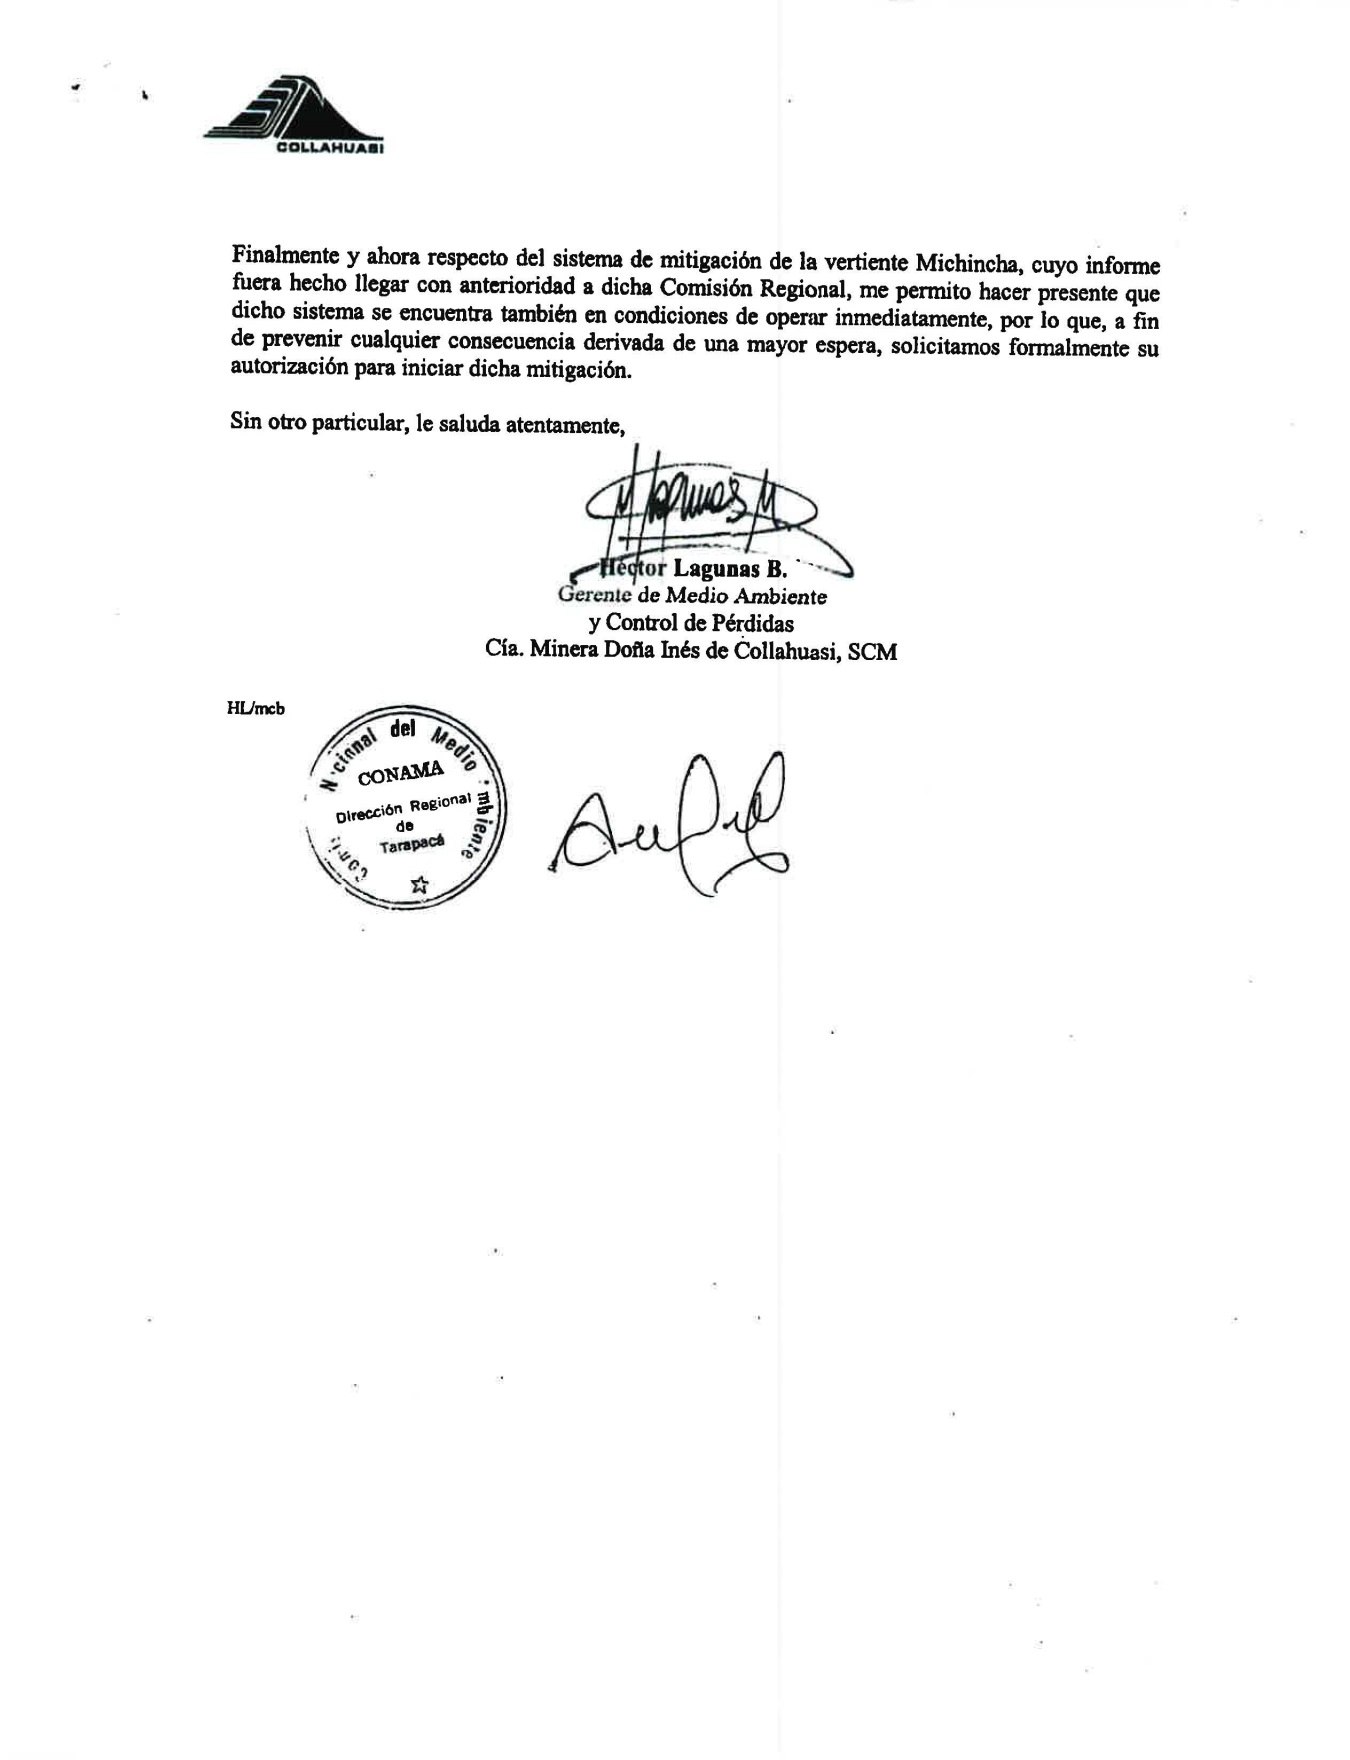 COLLAHUASI
Finalmente y ahora respecto del sistema de mitigación de la vertiente Michincha, cuyo informe
fuera hecho llegar con anterioridad a dicha Comisión Regional, me permito hacer presente que
dicho sistema se encuentra también en condiciones de operar inmediatamente, por lo que, a fin
de prevenir cualquier consecuencia derivada de una mayor espera, solicitamos formalmente su
autorización para iniciar dicha mitigación.
Sin otro particular, le saluda atentamente,
Héctor Lagunas B.
Gerente de Medio Ambiente
y Control de Pérdidas
Cía. Minera Doña Inés de Collahuasi, SCM
HL/mcb
del Medio
CONAMA
Dirección Regional
de
Tarapacá